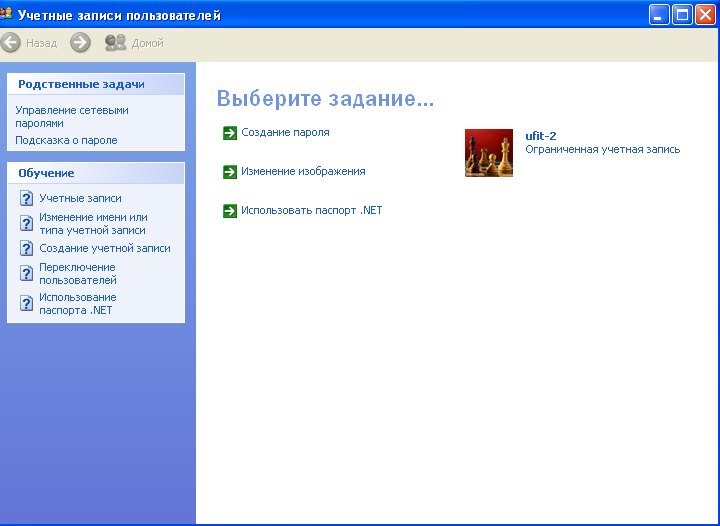 Учетные записи пользователей
Назад
Домой
Родственные задачи
Управление сетевыми
паролями
Подсказка о пароле
Обучение
Учетные записи
Изменение имени или
типа учетной записи
Создание учетной записи
Переключение
пользователей
Использование
паспорта .NET
Выберите задание...
Создание пароля
Изменение изображения
Использовать паспорт .NET
ufit-2
Ограниченная учетная запись